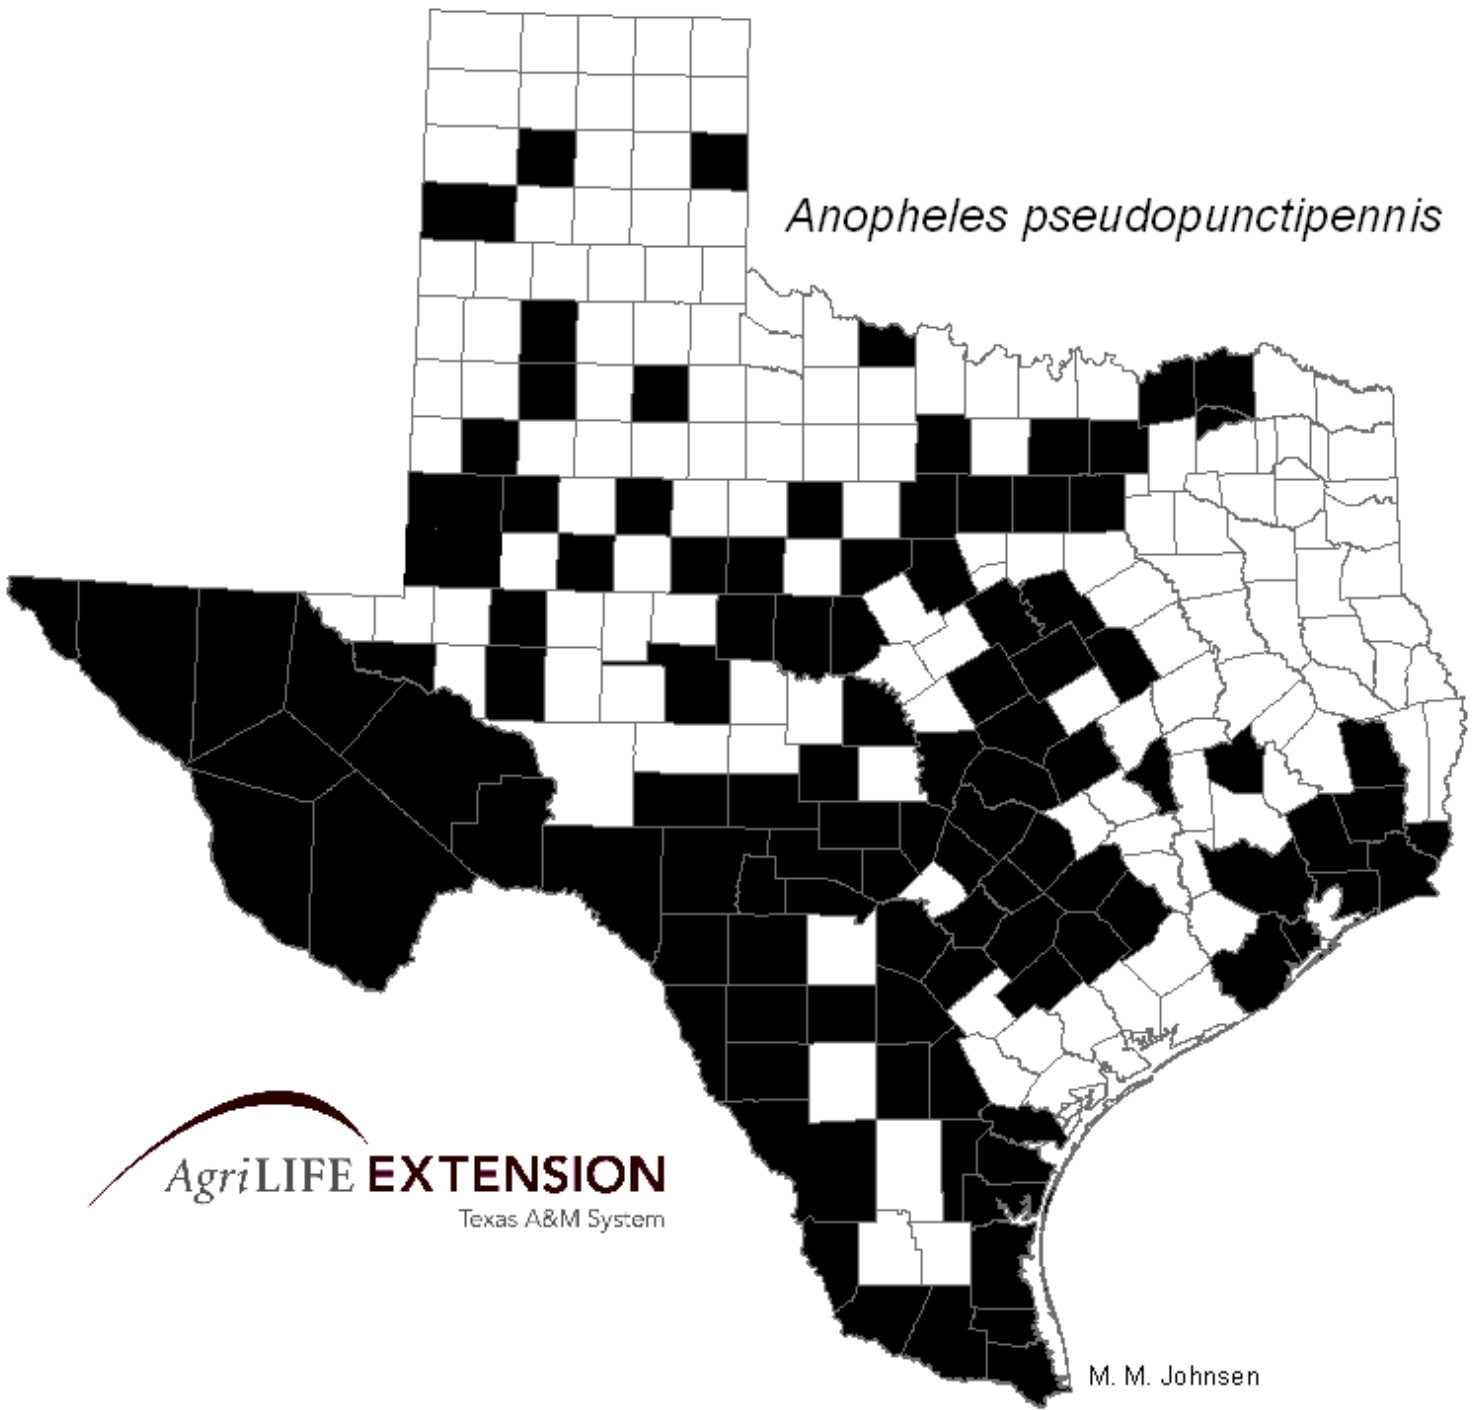 Anopheles pseudopunctipennis
AgriLIFE EXTENSION
Texas A&M System
M. M. Johnsen